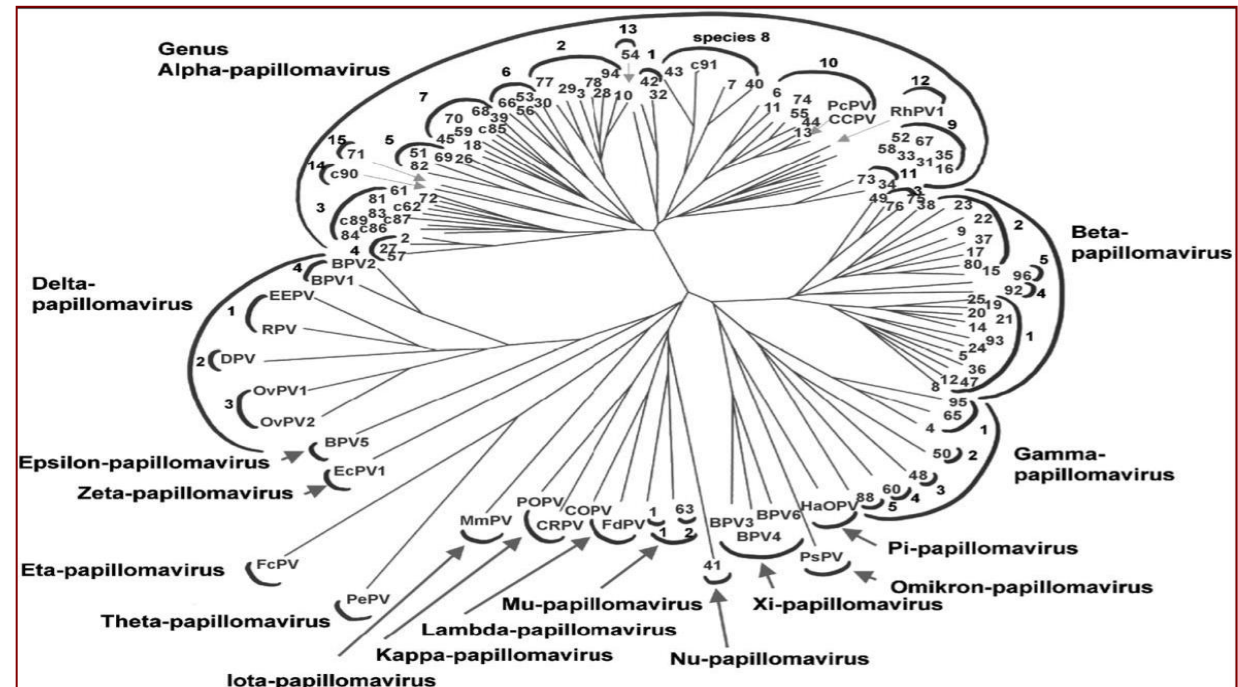 Genus
Alpha-papillomavirus
13
54
2
1
species 8
94
77
78
29
3
28
10
42
32
43
c91
7
40
10
6
11
74
55
44
13
PcPV
CCPV
12
RhPV1
9
52
67
58
33
31
35
16
11
73
34
6
53
66
30
56
7
68
70
39
59
c85
45
18
5
51
69
26
82
15
71
14
c90
61
3
81
72
83
c62
c89
c87
c86
84
4
2
27
57
Delta-
papillomavirus
4
BPV2
BPV1
1
EEPV
RPV
2
DPV
3
OvPV1
OvPV2
3
49
75
76
38
23
22
2
9
37
17
80
15
Beta-
papillomavirus
5
96
92
4
25
19
20
21
14
93
1
24
5
36
12
47
8
95
65
4
1
50
2
Gamma-
papillomavirus
48
3
60
4
88
5
Epsilon-papillomavirus
BPV5
Zeta-papillomavirus
EcPV1
Eta-papillomavirus
FcPV
Theta-papillomavirus
PePV
MmPV
Iota-papillomavirus
POPV
CRPV
Kappa-papillomavirus
COPV
FdPV
Lambda-papillomavirus
1
63
1
2
Mu-papillomavirus
41
Nu-papillomavirus
BPV3
BPV6
BPV4
Xi-papillomavirus
PsPV
Omikron-papillomavirus
HaOPV
Pi-papillomavirus